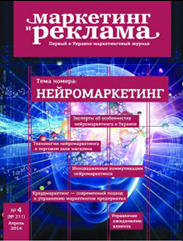 маркетинг
и реклама
Первый в Украине маркетинговый журнал
Тема номера:
НЕЙРОМАРКЕТИНГ
Эксперты об особенностях
нейромаркетинга в Украине
Технологии нейромаркетинга
в торговом зале магазина
Инновационные коммуникации
нейромаркетинга
Краудмаркетинг — современный подход
к управлению маркетингом предприятия
№ 4
(№ 211)
Апрель
2014
Управление
ожиданиями
клиента